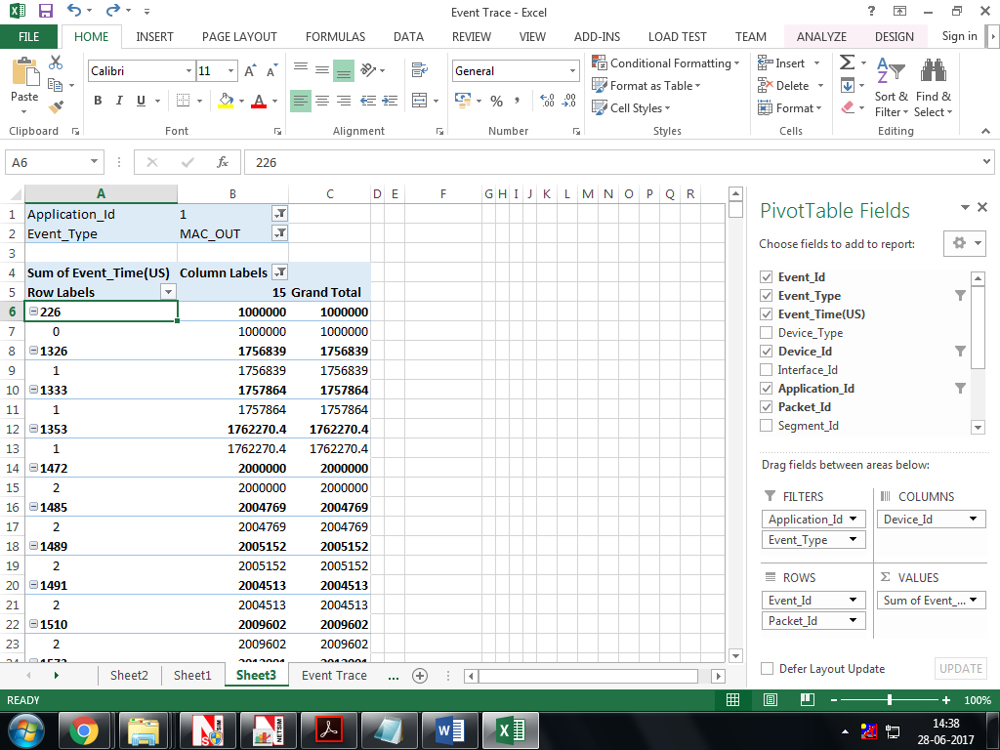 Event Trace - Excel
?
FILE HOME INSERT PAGE LAYOUT FORMULAS DATA REVIEW VIEW ADD-INS LOAD TEST TEAM ANALYZE DESIGN Sign in
Paste
Calibri 11
General
Conditional Formatting
Format as Table
Cell Styles
Insert
Delete
Format
Sort & Filter
Find & Select
B I U A % ,
Clipboard Font Alignment Number Styles Cells Editing
A6 fx 226
A B C D E F G H I J K L M N O P Q R
1 Application_Id 1
2 Event_Type MAC_OUT
3
4 Sum of Event_Time(US) Column Labels
5 Row Labels 15 Grand Total
6 226 1000000 1000000
7 0 1000000 1000000
8 1326 1756839 1756839
9 1 1756839 1756839
10 1333 1757864 1757864
11 1 1757864 1757864
12 1353 1762270.4 1762270.4
13 1 1762270.4 1762270.4
14 1472 2000000 2000000
15 2 2000000 2000000
16 1485 2004769 2004769
17 2 2004769 2004769
18 1489 2005152 2005152
19 2 2005152 2005152
20 1491 2004513 2004513
21 2 2004513 2004513
22 1510 2009602 2009602
23 2 2009602 2009602
PivotTable Fields
Choose fields to add to report:
Event_Id
Event_Type
Event_Time(US)
Device_Type
Device_Id
Interface_Id
Application_Id
Packet_Id
Segment_Id
Drag fields between areas below:
FILTERS COLUMNS
Application_Id Device_Id
Event_Type
ROWS Σ VALUES
Event_Id Sum of Event_...
Packet_Id
Defer Layout Update UPDATE
Sheet2 Sheet1 Sheet3 Event Trace ...
READY 100%
14:38
28-06-2017